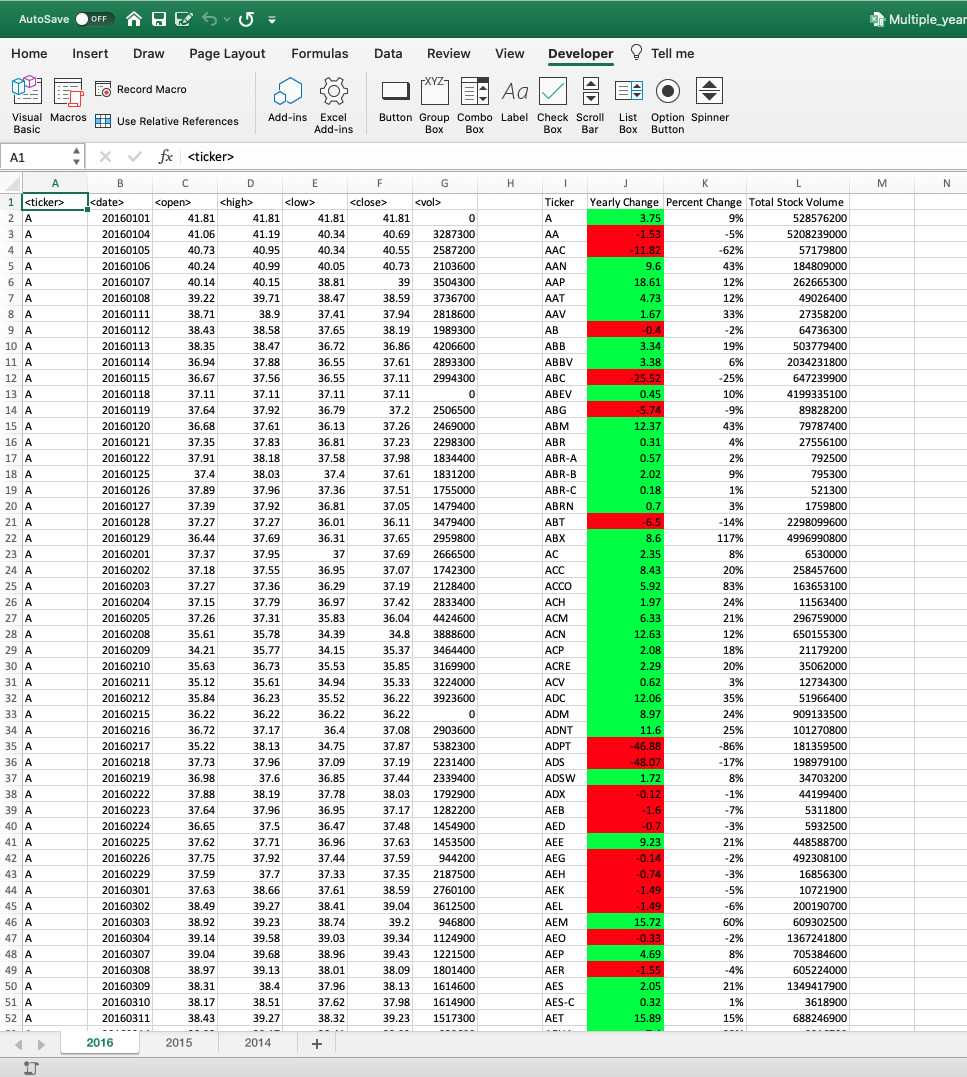 AutoSave OFF Multiple_year
Home Insert Draw Page Layout Formulas Data Review View Developer Tell me
Visual Basic Macros Record Macro Use Relative References Add-ins Excel Add-ins Button Group Box Combo Box Label Check Box Scroll Bar List Box Option Button Spinner
A1 fx <ticker>
A B C D E F G H I J K L M N
1 <ticker> <date> <open> <high> <low> <close> <vol> Ticker Yearly Change Percent Change Total Stock Volume
2 A 20160101 41.81 41.81 41.81 41.81 0 A 3.75 9% 528576200
3 A 20160104 41.06 41.19 40.34 40.69 3287300 AA -1.53 -5% 5208239000
4 A 20160105 40.73 40.95 40.34 40.55 2587200 AAC -11.82 -62% 57179800
5 A 20160106 40.24 40.99 40.05 40.73 2103600 AAN 9.6 43% 184809000
6 A 20160107 40.14 40.15 38.81 39 3504300 AAP 18.61 12% 262665300
7 A 20160108 39.22 39.71 38.47 38.59 3736700 AAT 4.73 12% 49026400
8 A 20160111 38.71 38.9 37.41 37.94 2818600 AAV 1.67 33% 27358200
9 A 20160112 38.43 38.58 37.65 38.19 1989300 AB -0.4 -2% 64736300
10 A 20160113 38.35 38.47 36.72 36.86 4206600 ABB 3.34 19% 503779400
11 A 20160114 36.94 37.88 36.55 37.61 2893300 ABBV 3.38 6% 2034231800
12 A 20160115 36.67 37.56 36.55 37.11 2994300 ABC -25.52 -25% 647239900
13 A 20160118 37.11 37.11 37.11 37.11 0 ABEV 0.45 10% 4199335100
14 A 20160119 37.64 37.92 36.79 37.2 2506500 ABG -5.74 -9% 89828200
15 A 20160120 36.68 37.61 36.13 37.26 2469000 ABM 12.37 43% 79787400
16 A 20160121 37.35 37.83 36.81 37.23 2298300 ABR 0.31 4% 27556100
17 A 20160122 37.91 38.18 37.58 37.98 1834400 ABR-A 0.57 2% 792500
18 A 20160125 37.4 38.03 37.4 37.61 1831200 ABR-B 2.02 9% 795300
19 A 20160126 37.89 37.96 37.36 37.51 1755000 ABR-C 0.18 1% 521300
20 A 20160127 37.39 37.92 36.81 37.05 1479400 ABRN 0.7 3% 1759800
21 A 20160128 37.27 37.27 36.01 36.11 3479400 ABT -6.5 -14% 2298099600
22 A 20160129 36.44 37.69 36.31 37.65 2959800 ABX 8.6 117% 4996990800
23 A 20160201 37.37 37.95 37 37.69 2666500 AC 2.35 8% 6530000
24 A 20160202 37.18 37.55 36.95 37.07 1742300 ACC 8.43 20% 258457600
25 A 20160203 37.27 37.36 36.29 37.19 2128400 ACCO 5.92 83% 163653100
26 A 20160204 37.15 37.79 36.97 37.42 2833400 ACH 1.97 24% 11563400
27 A 20160205 37.26 37.31 35.83 36.04 4424600 ACM 6.33 21% 296759000
28 A 20160208 35.61 35.78 34.39 34.8 3888600 ACN 12.63 12% 650155300
29 A 20160209 34.21 35.77 34.15 35.37 3464400 ACP 2.08 18% 21179200
30 A 20160210 35.63 36.73 35.53 35.85 3169900 ACRE 2.29 20% 35062000
31 A 20160211 35.12 35.61 34.94 35.33 3224000 ACV 0.62 3% 12734300
32 A 20160212 35.84 36.23 35.52 36.22 3923600 ADC 12.06 35% 51966400
33 A 20160215 36.22 36.22 36.22 36.22 0 ADM 8.97 24% 909133500
34 A 20160216 36.72 37.17 36.4 37.08 2903600 ADNT 11.6 25% 101270800
35 A 20160217 35.22 38.13 34.75 37.87 5382300 ADPT -46.88 -86% 181359500
36 A 20160218 37.73 37.96 37.09 37.19 2231400 ADS -48.07 -17% 198979100
37 A 20160219 36.98 37.6 36.85 37.44 2339400 ADSW 1.72 8% 34703200
38 A 20160222 37.88 38.19 37.78 38.03 1792900 ADX -0.12 -1% 44199400
39 A 20160223 37.64 37.96 36.95 37.17 1282200 AEB -1.6 -7% 5311800
40 A 20160224 36.65 37.5 36.47 37.48 1454900 AED -0.7 -3% 5932500
41 A 20160225 37.62 37.71 36.96 37.63 1453500 AEE 9.23 21% 448588700
42 A 20160226 37.75 37.92 37.44 37.59 944200 AEG -0.14 -2% 492308100
43 A 20160229 37.59 37.7 37.33 37.35 2187500 AEH -0.74 -3% 16856300
44 A 20160301 37.63 38.66 37.61 38.59 2760100 AEK -1.49 -5% 10721900
45 A 20160302 38.49 39.27 38.41 39.04 3612500 AEL -1.49 -6% 200190700
46 A 20160303 38.92 39.23 38.74 39.2 946800 AEM 15.72 60% 609302500
47 A 20160304 39.14 39.58 39.03 39.34 1124900 AEO -0.33 -2% 1367241800
48 A 20160307 39.04 39.68 38.96 39.43 1221500 AEP 4.69 8% 705384600
49 A 20160308 38.97 39.13 38.01 38.09 1801400 AER -1.55 -4% 605224000
50 A 20160309 38.31 38.4 37.96 38.13 1614600 AES 2.05 21% 1349417900
51 A 20160310 38.17 38.51 37.62 37.98 1614900 AES-C 0.32 1% 3618900
52 A 20160311 38.43 39.27 38.32 39.23 1517300 AET 15.89 15% 688246900
2016 2015 2014 +